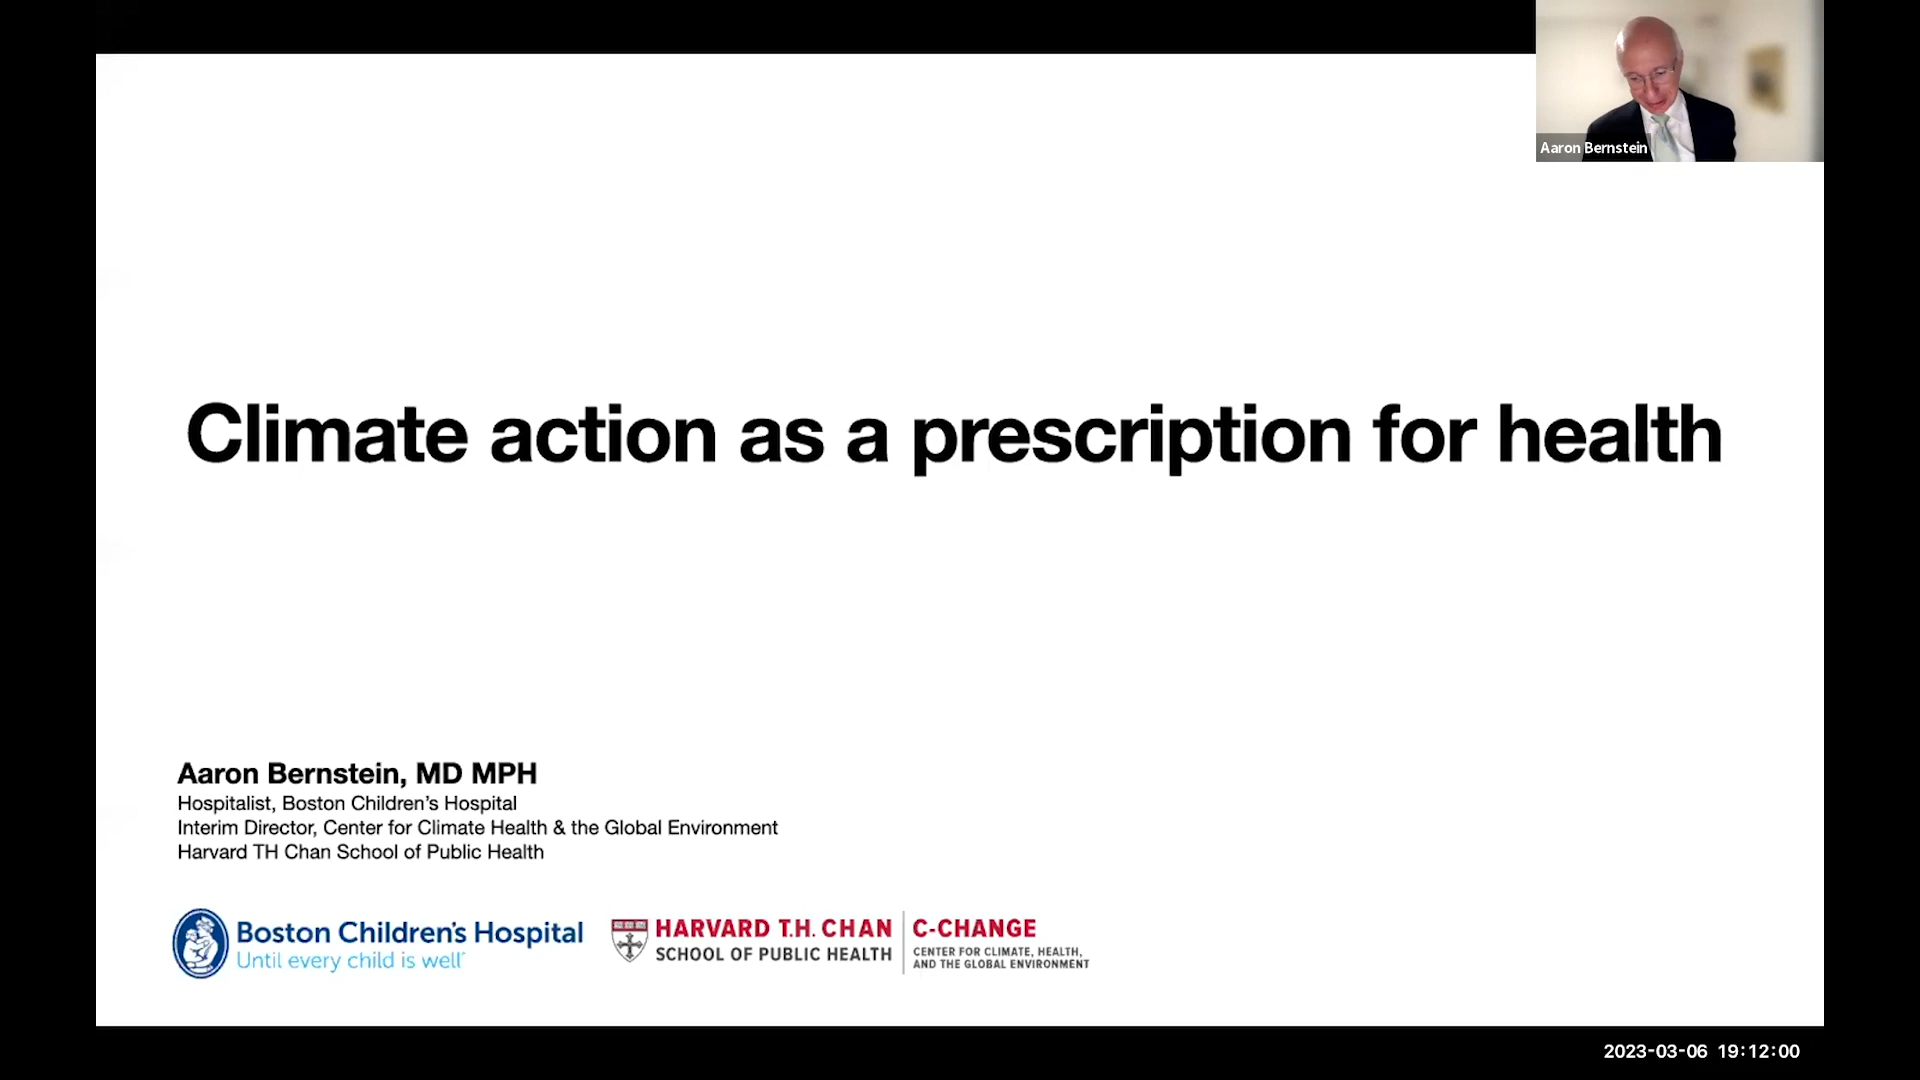 Aaron Bernstein
Climate action as a prescription for health
Aaron Bernstein, MD MPH
Hospitalist, Boston Children's Hospital
Interim Director, Center for Climate Health & the Global Environment
Harvard TH Chan School of Public Health
Boston Children's Hospital
Until every child is well
HARVARD T.H. CHAN
SCHOOL OF PUBLIC HEALTH
C-CHANGE
CENTER FOR CLIMATE, HEALTH,
AND THE GLOBAL ENVIRONMENT
2023-03-06 19:12:00